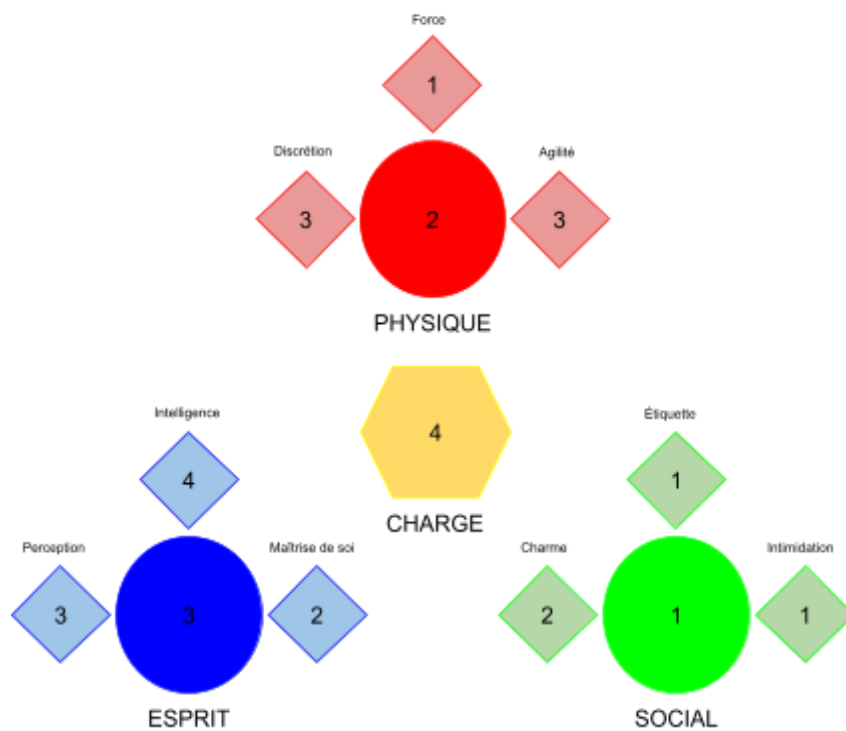 Force
1
Discrétion
Agilité
3
2
3
PHYSIQUE
Intelligence
Étiquette
4
4
1
CHARGE
Perception
Maîtrise de soi
Charme
Intimidation
3
3
2
2
1
1
ESPRIT
SOCIAL